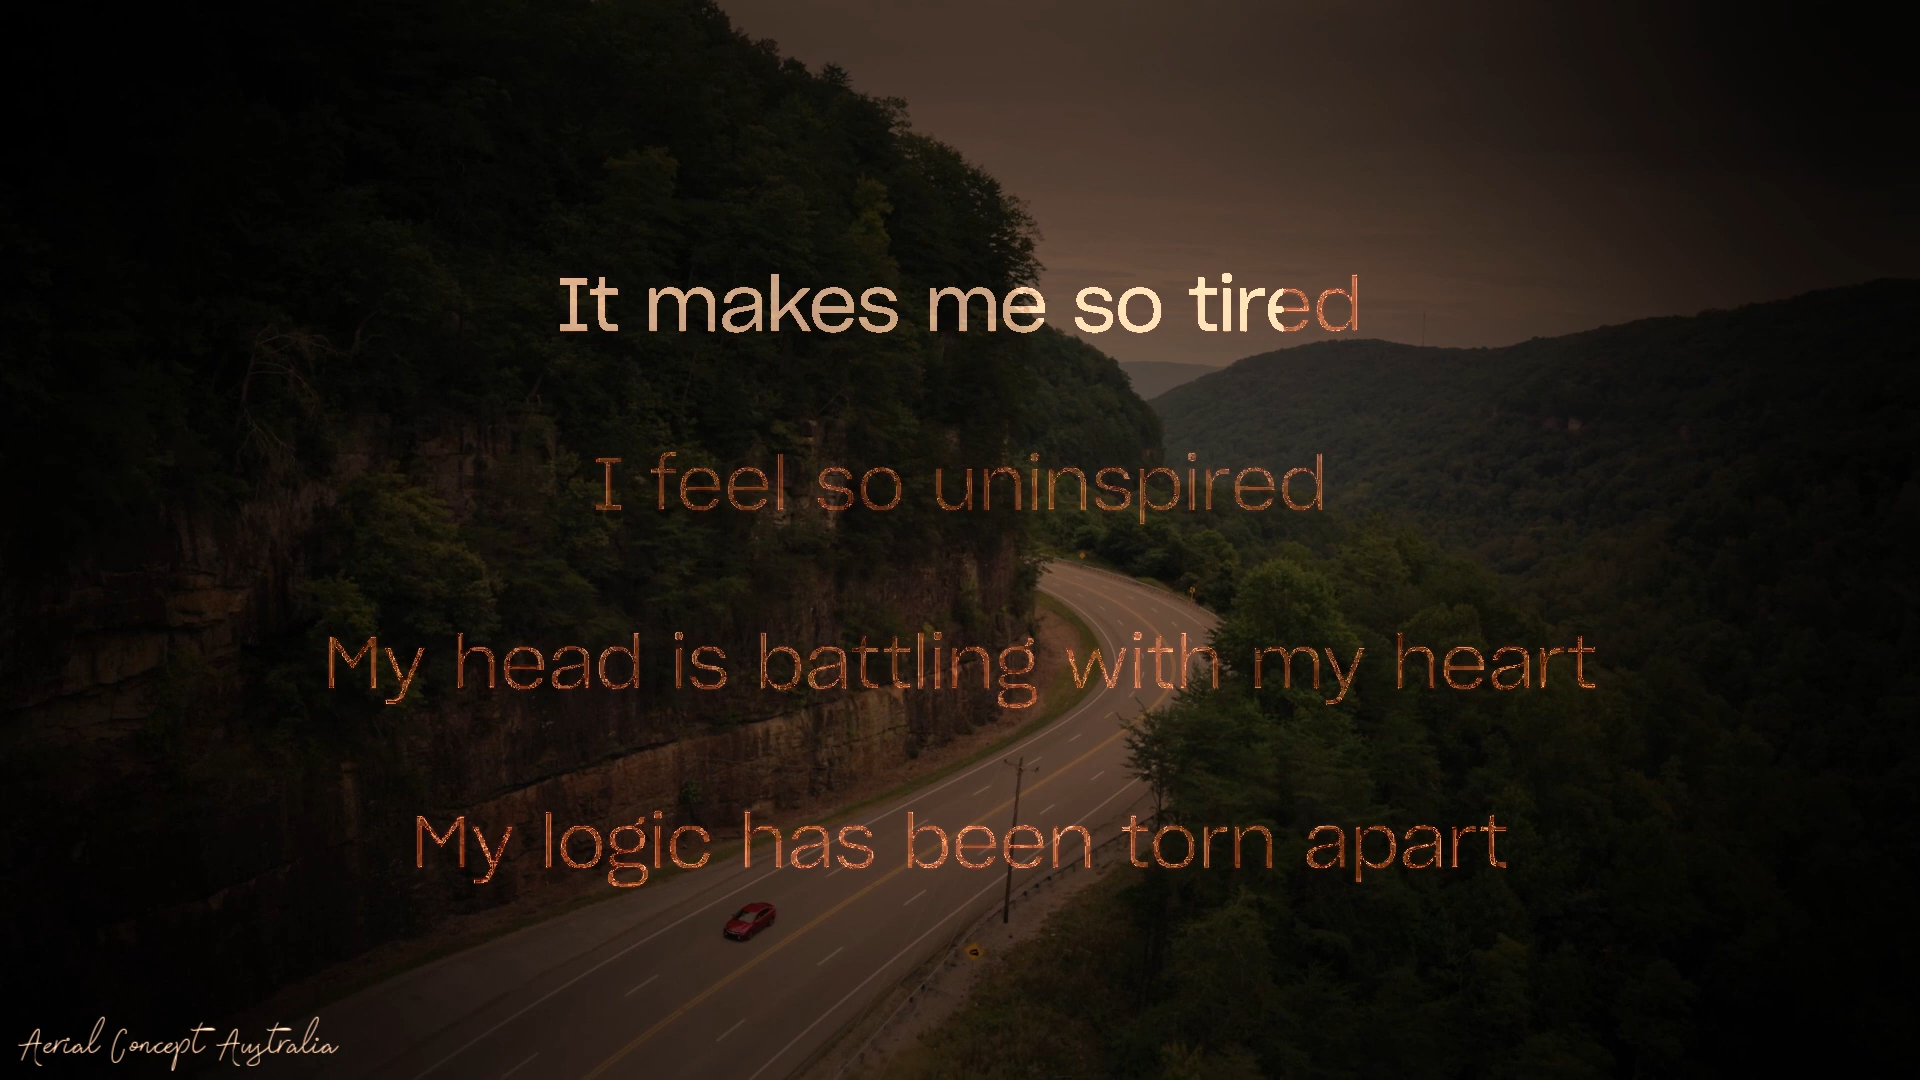 It makes me so tired
I feel so uninspired
My head is battling with my heart
My logic has been torn apart
Aerial Concept Australia